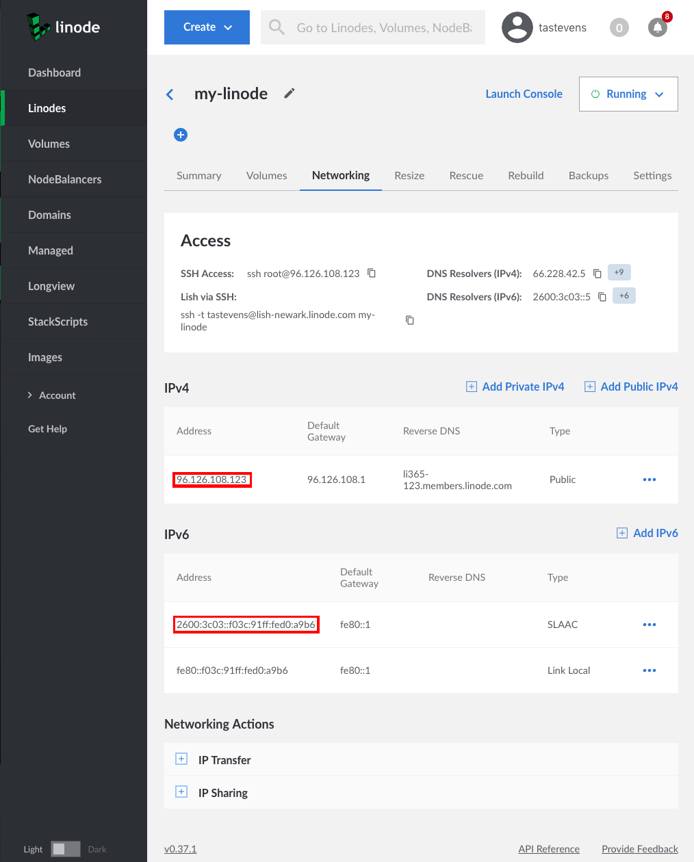 linode
Create
Go to Linodes, Volumes, NodeBa
tastevens
0
8
Dashboard
Linodes
Volumes
NodeBalancers
Domains
Managed
Longview
StackScripts
Images
Account
Get Help
Light
Dark
my-linode
Launch Console
Running
Summary
Volumes
Networking
Resize
Rescue
Rebuild
Backups
Settings
Access
SSH Access: ssh root@96.126.108.123
DNS Resolvers (IPv4): 66.228.42.5 +9
Lish via SSH:
DNS Resolvers (IPv6): 2600:3c03::5 +6
ssh -t tastevens@lish-newark.linode.com my-
linode
IPv4
Add Private IPv4
Add Public IPv4
Address
Default
Gateway
Reverse DNS
Type
96.126.108.123
96.126.108.1
li365-
123.members.linode.com
Public
IPv6
Add IPv6
Address
Default
Gateway
Reverse DNS
Type
2600:3c03::f03c:91ff:fed0:a9b6
fe80::1
SLAAC
fe80::f03c:91ff:fed0:a9b6
fe80::1
Link Local
Networking Actions
IP Transfer
IP Sharing
v0.37.1
API Reference
Provide Feedback